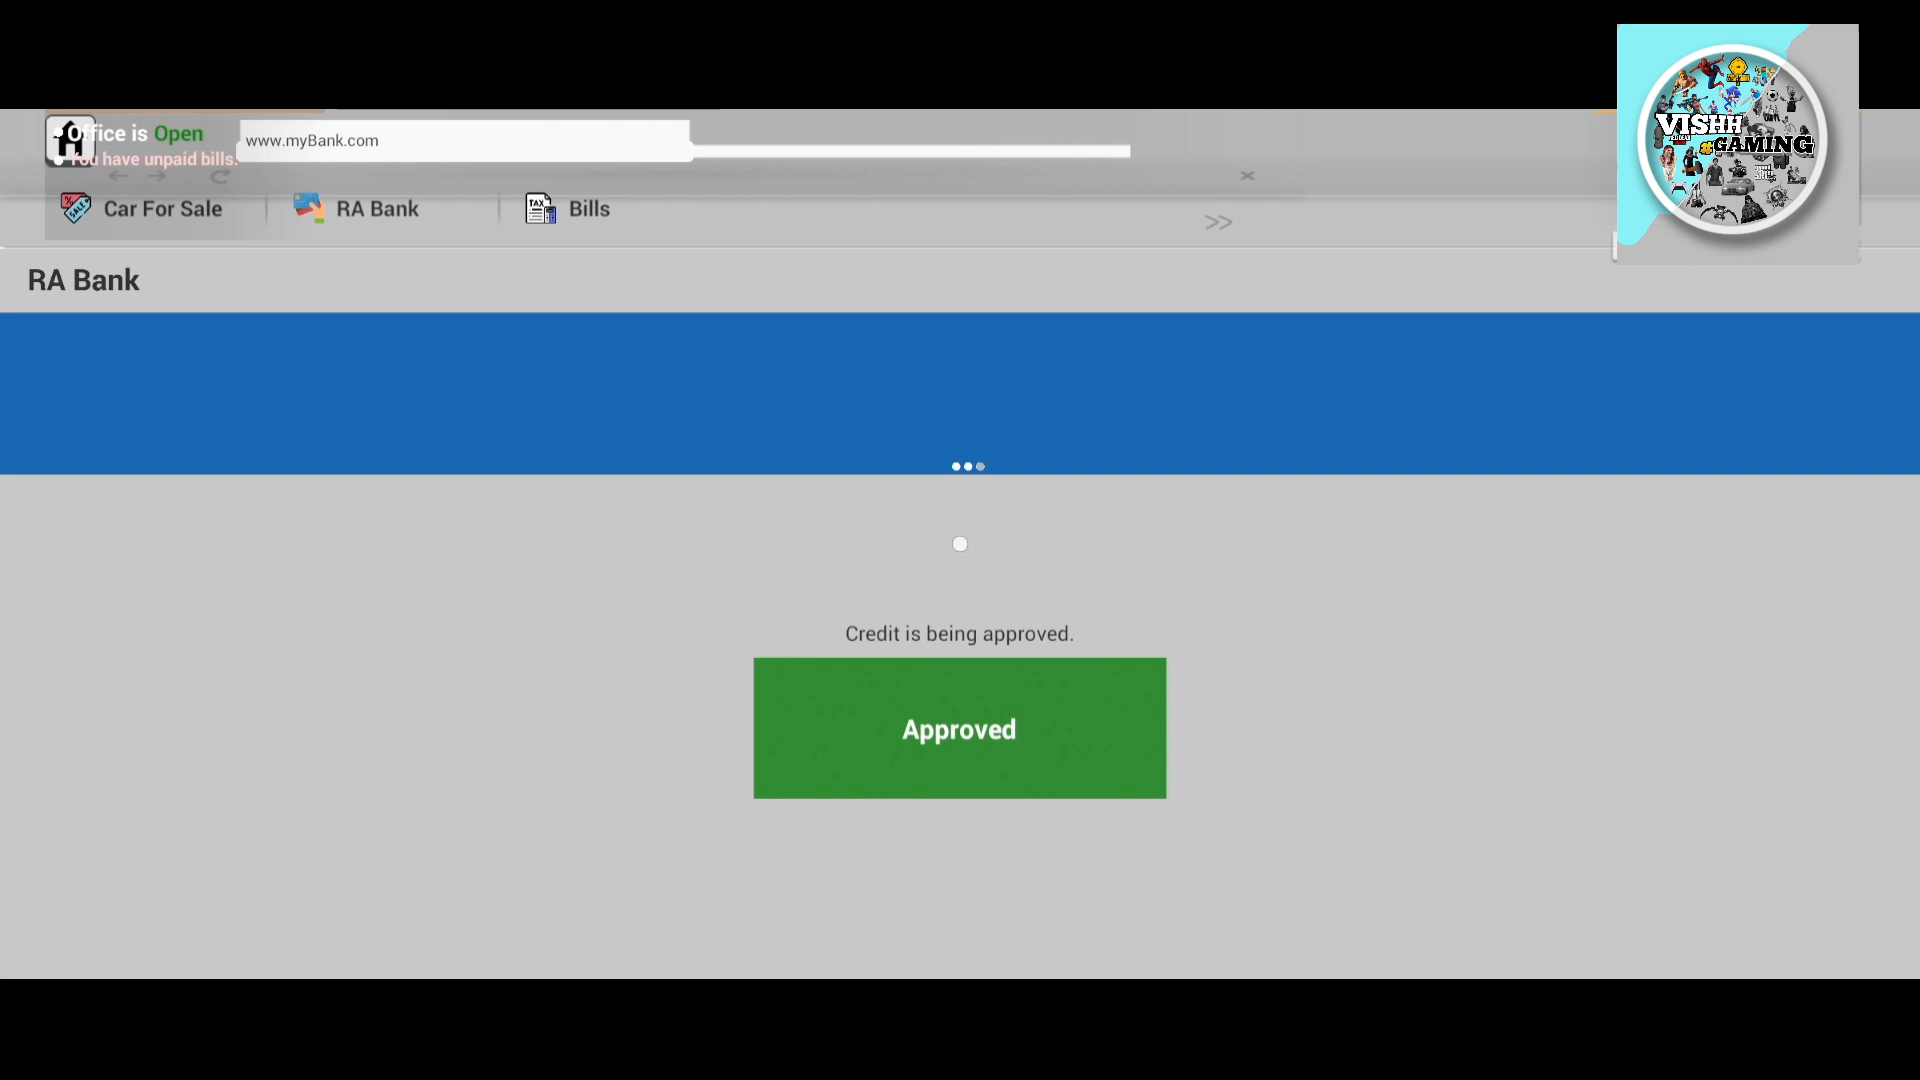 Office is Open
You have unpaid bills.
www.myBank.com
Car For Sale
RA Bank
Bills
>>
RA Bank
Credit is being approved.
Approved
VISHH
#GAMING